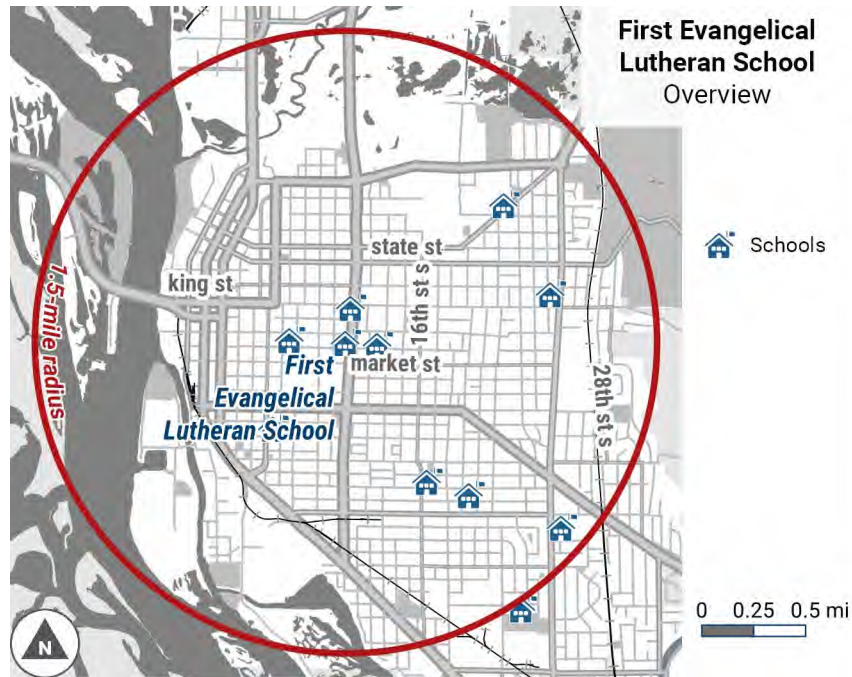 First Evangelical
Lutheran School
Overview
state st
king st
16th st s
Schools
1.5-mile radius
market st
First
Evangelical
Lutheran School
28th st s
0 0.25 0.5 mi
N